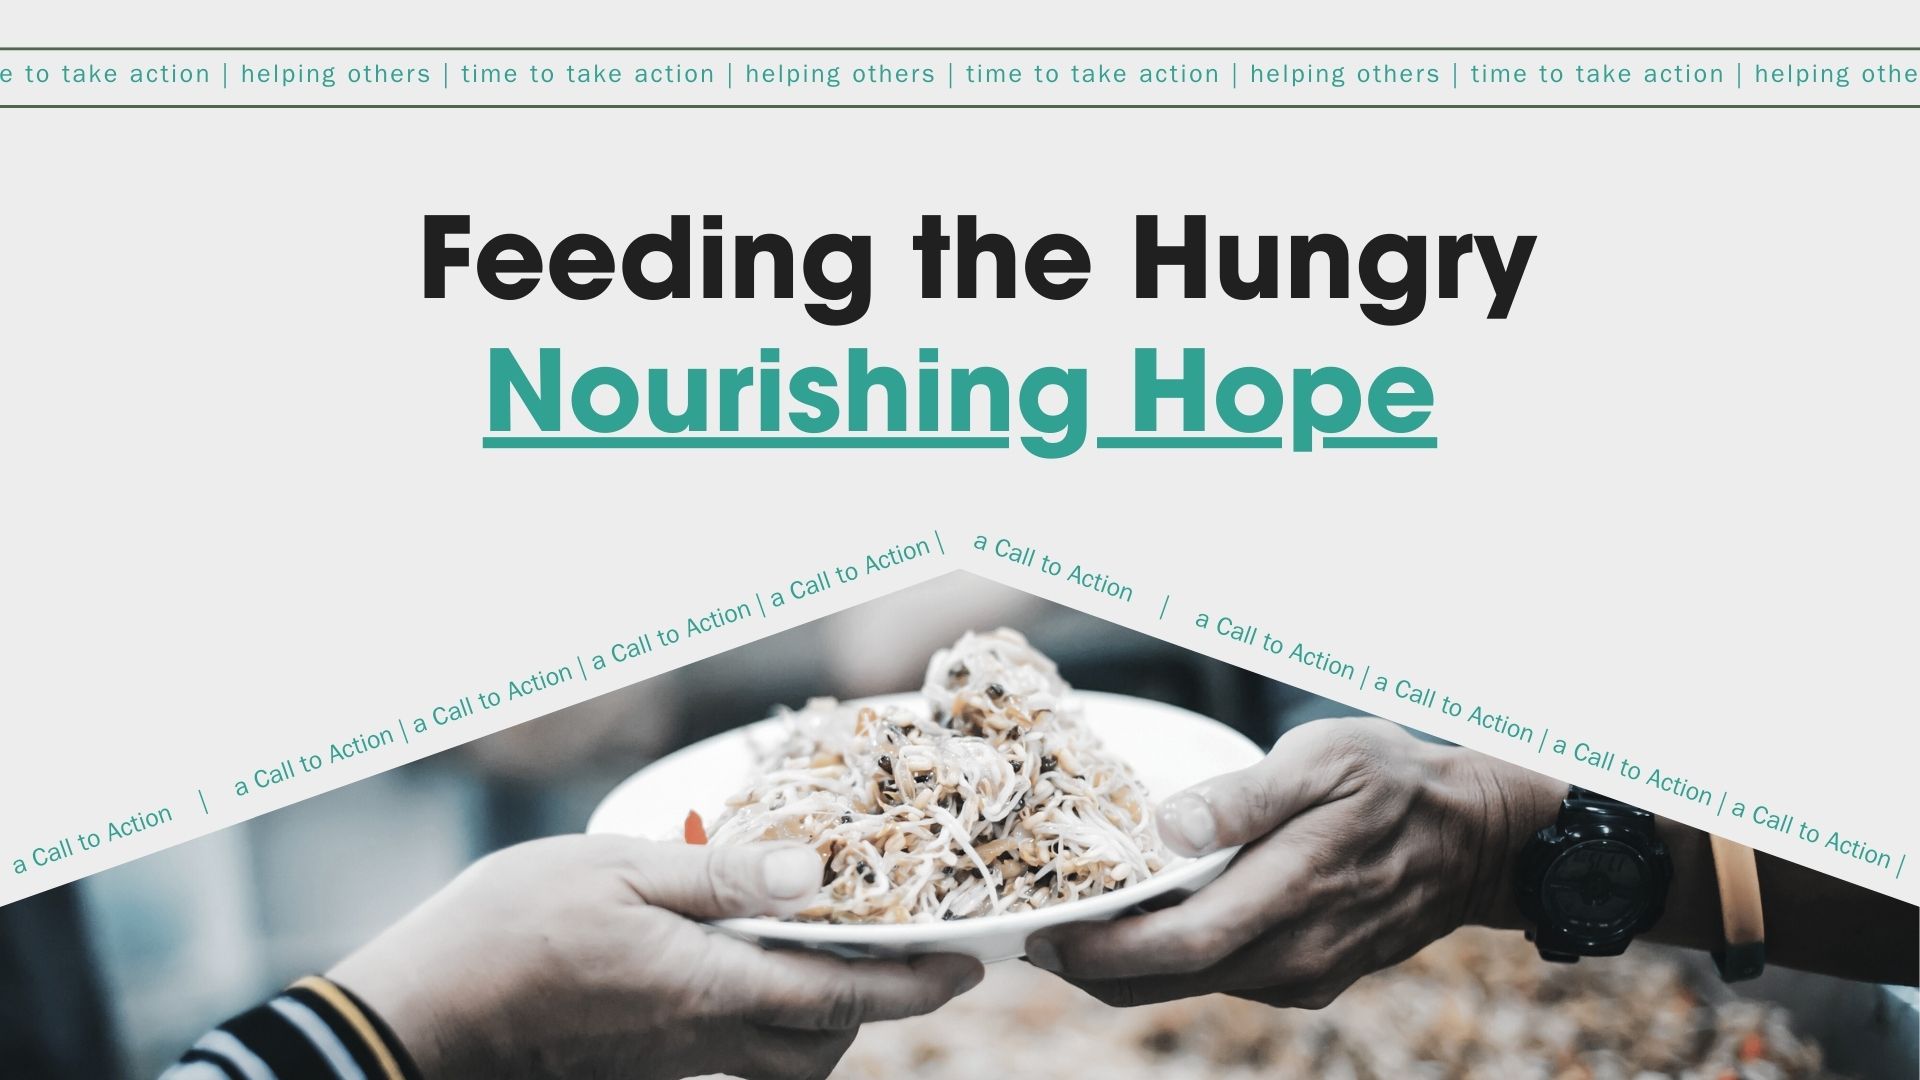 e to take action | helping others | time to take action | helping others | time to take action | helping others | time to take action | helping othe
Feeding the Hungry
Nourishing Hope
a Call to Action | a Call to Action | a Call to Action | a Call to Action | a Call to Action |
a Call to Action | a Call to Action | a Call to Action | a Call to Action | a Call to Action |